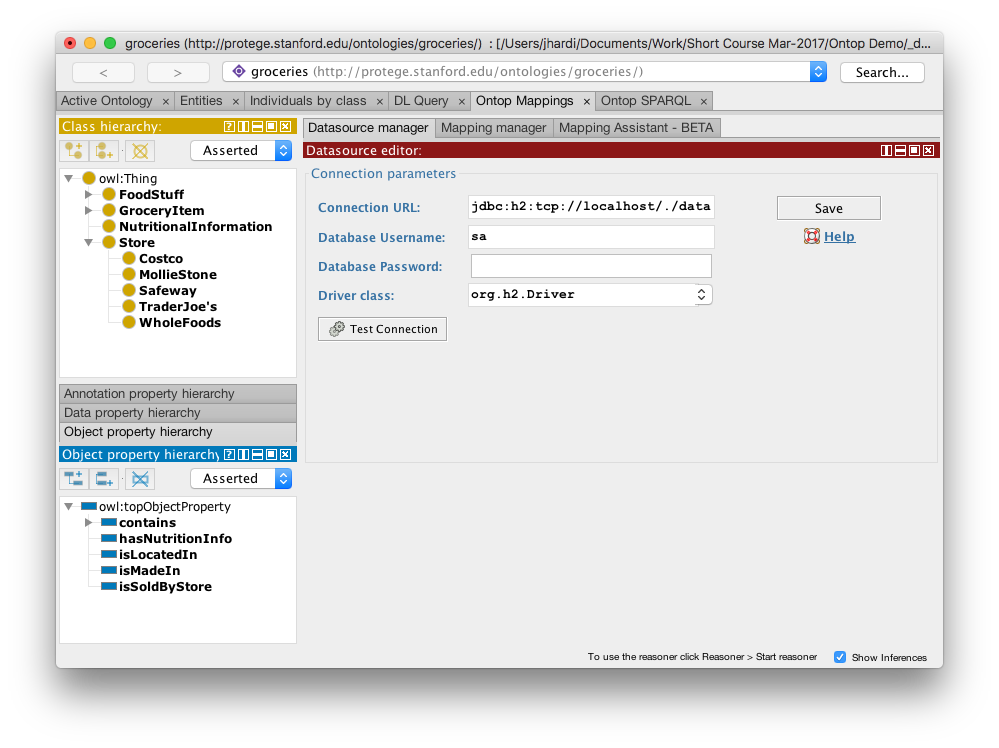 groceries (http://protege.stanford.edu/ontologies/groceries/) : [/Users/jhardi/Documents/Work/Short Course Mar-2017/Ontop Demo/_d...
< > groceries (http://protege.stanford.edu/ontologies/groceries/) Search...
Active Ontology × Entities × Individuals by class × DL Query × Ontop Mappings × Ontop SPARQL ×
Class hierarchy:
Asserted
owl:Thing
FoodStuff
GroceryItem
NutritionalInformation
Store
Costco
MollieStone
Safeway
TraderJoe's
WholeFoods
Annotation property hierarchy
Data property hierarchy
Object property hierarchy
Object property hierarchy
Asserted
owl:topObjectProperty
contains
hasNutritionInfo
isLocatedIn
isMadeIn
isSoldByStore
Datasource manager Mapping manager Mapping Assistant - BETA
Datasource editor:
Connection parameters
Connection URL: jdbc:h2:tcp://localhost/./data
Database Username: sa
Database Password:
Driver class: org.h2.Driver
Test Connection
Save
Help
To use the reasoner click Reasoner > Start reasoner Show Inferences